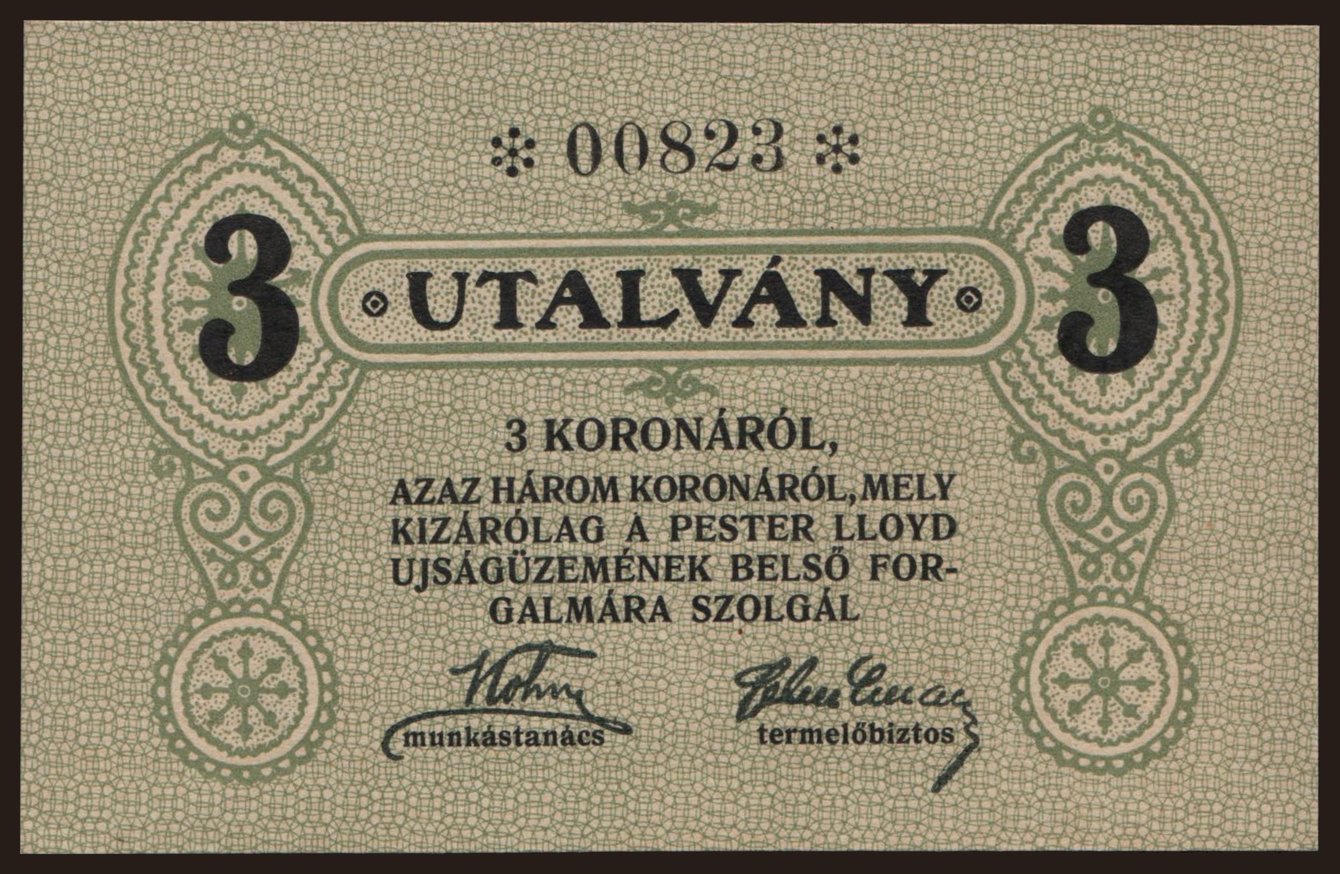 * 00823 *
3 UTALVÁNY 3
3 KORONÁRÓL,
AZAZ HÁROM KORONÁRÓL, MELY
KIZÁRÓLAG A PESTER LLOYD
UJSÁGÜZEMÉNEK BELSŐ FOR-
GALMÁRA SZOLGÁL
munkástanács termelőbiztos